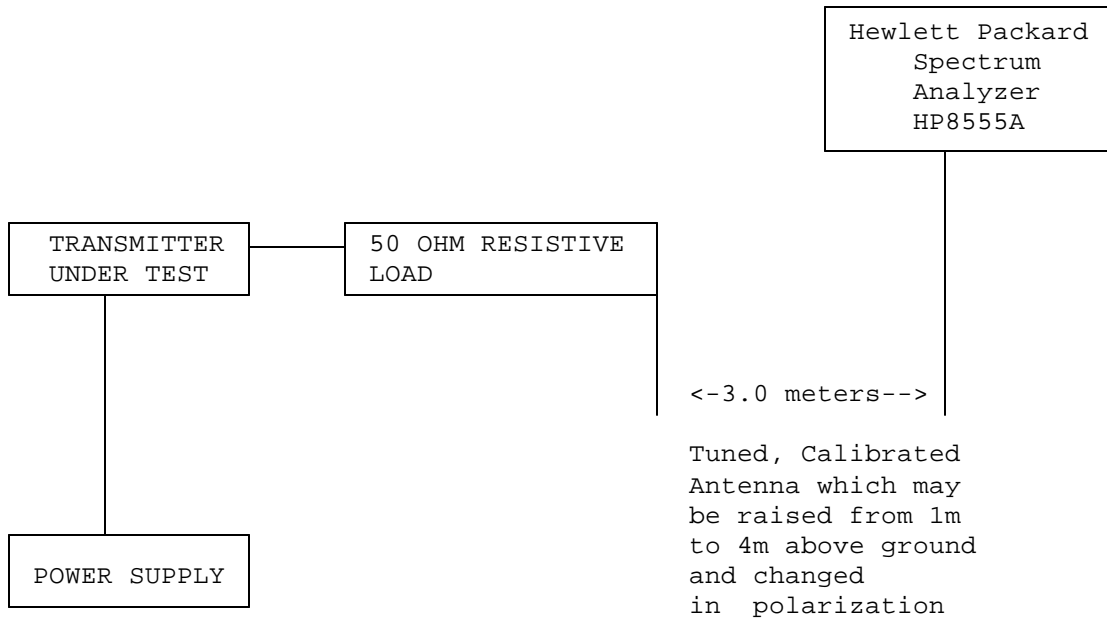 Hewlett Packard
Spectrum
Analyzer
HP8555A
TRANSMITTER
UNDER TEST
50 OHM RESISTIVE
LOAD
<-3.0 meters-->
Tuned, Calibrated
Antenna which may
be raised from 1m
to 4m above ground
and changed
in polarization
POWER SUPPLY